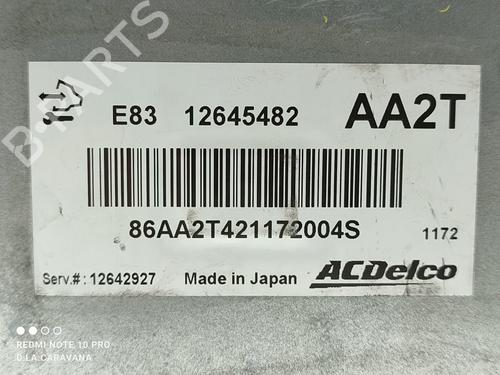 B-PARTS
E83 12645482 AA2T
86AA2T421172004S 1172
Serv.#: 12642927 Made in Japan ACDelco
REDMI NOTE 10 PRO
D.LA.CARAVANA